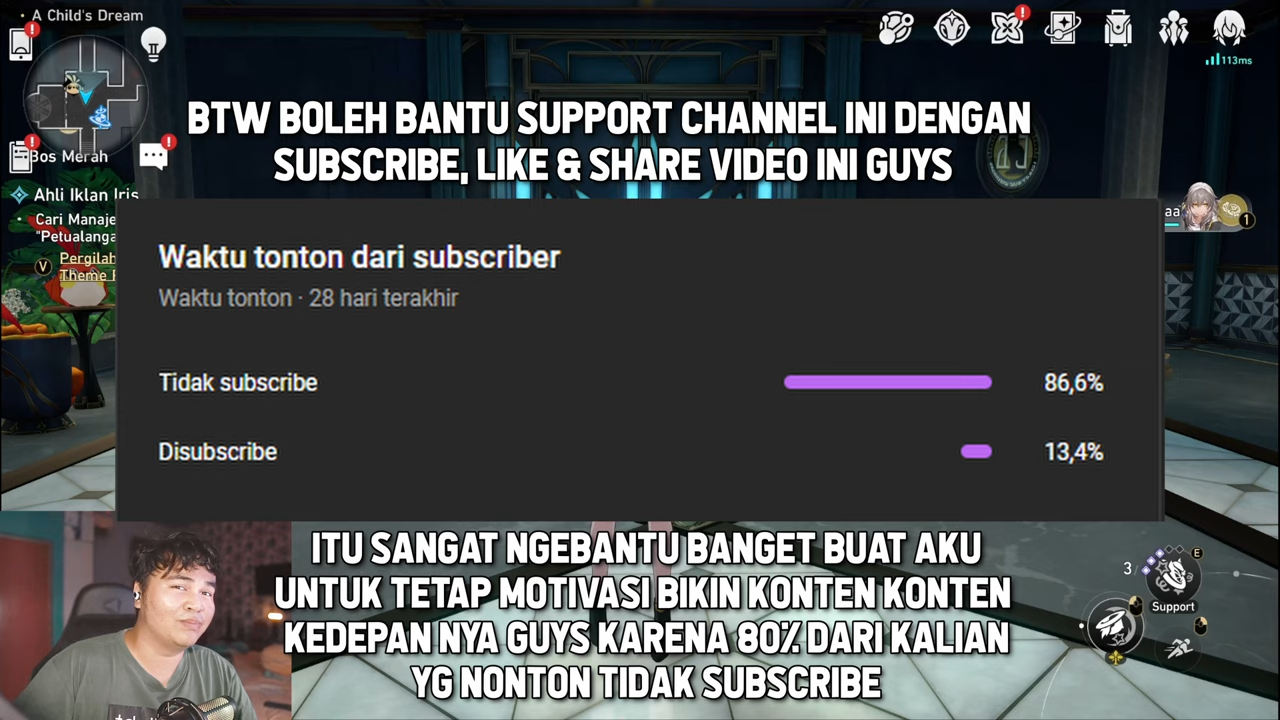 A Child's Dream
113ms
BTW BOLEH BANTU SUPPORT CHANNEL INI DENGAN
SUBSCRIBE, LIKE & SHARE VIDEO INI GUYS
Bos Merah
Ahli Iklan Iris
Cari Manaje
"Petualanga
V
Pergilah
Theme
aa
1
Waktu tonton dari subscriber
Waktu tonton · 28 hari terakhir
Tidak subscribe 86,6%
Disubscribe 13,4%
ITU SANGAT NGEBANTU BANGET BUAT AKU
UNTUK TETAP MOTIVASI BIKIN KONTEN KONTEN
KEDEPAN NYA GUYS KARENA 80% DARI KALIAN
YG NONTON TIDAK SUBSCRIBE
3
E
Support